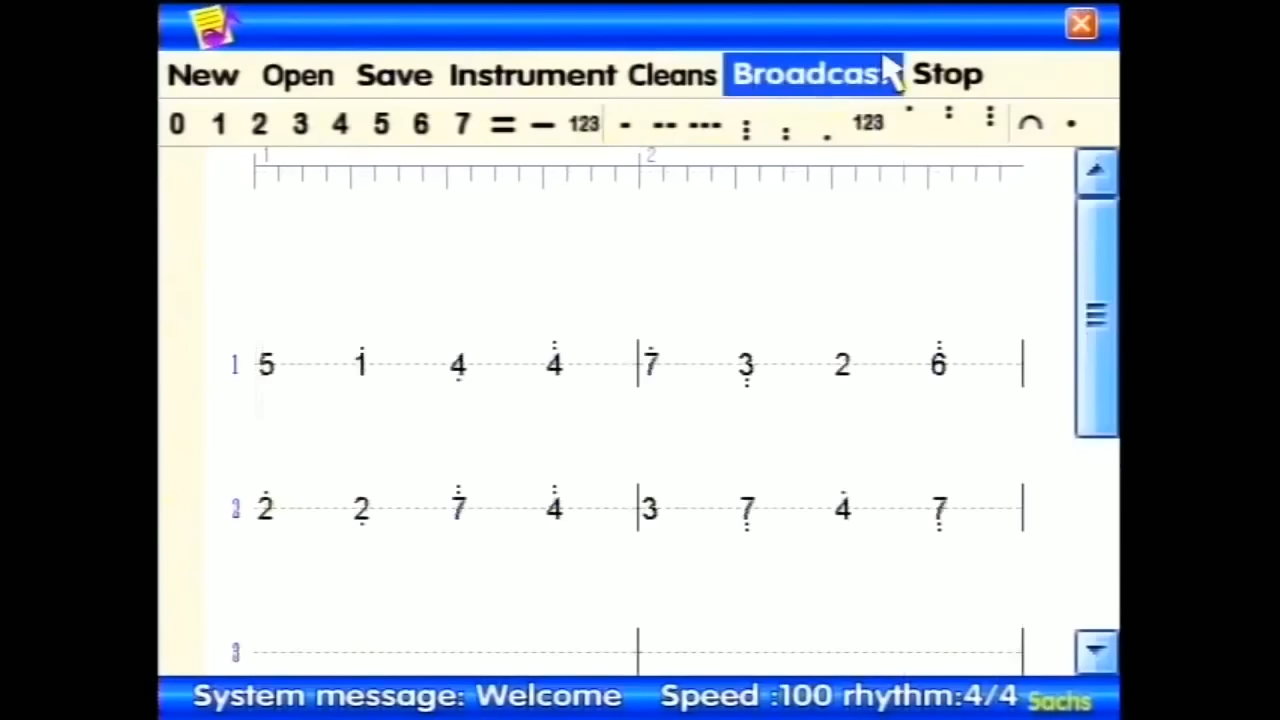 New Open Save Instrument Cleans Broadcast Stop
0 1 2 3 4 5 6 7 = – 123 - -- --- ⋮ : . 123 . : ⋮ ⌒ •
1 2
1 5 1 4 4 7 3 2 6
2 2 2 7 4 3 7 4 7
3
System message: Welcome Speed :100 rhythm:4/4 Sachs